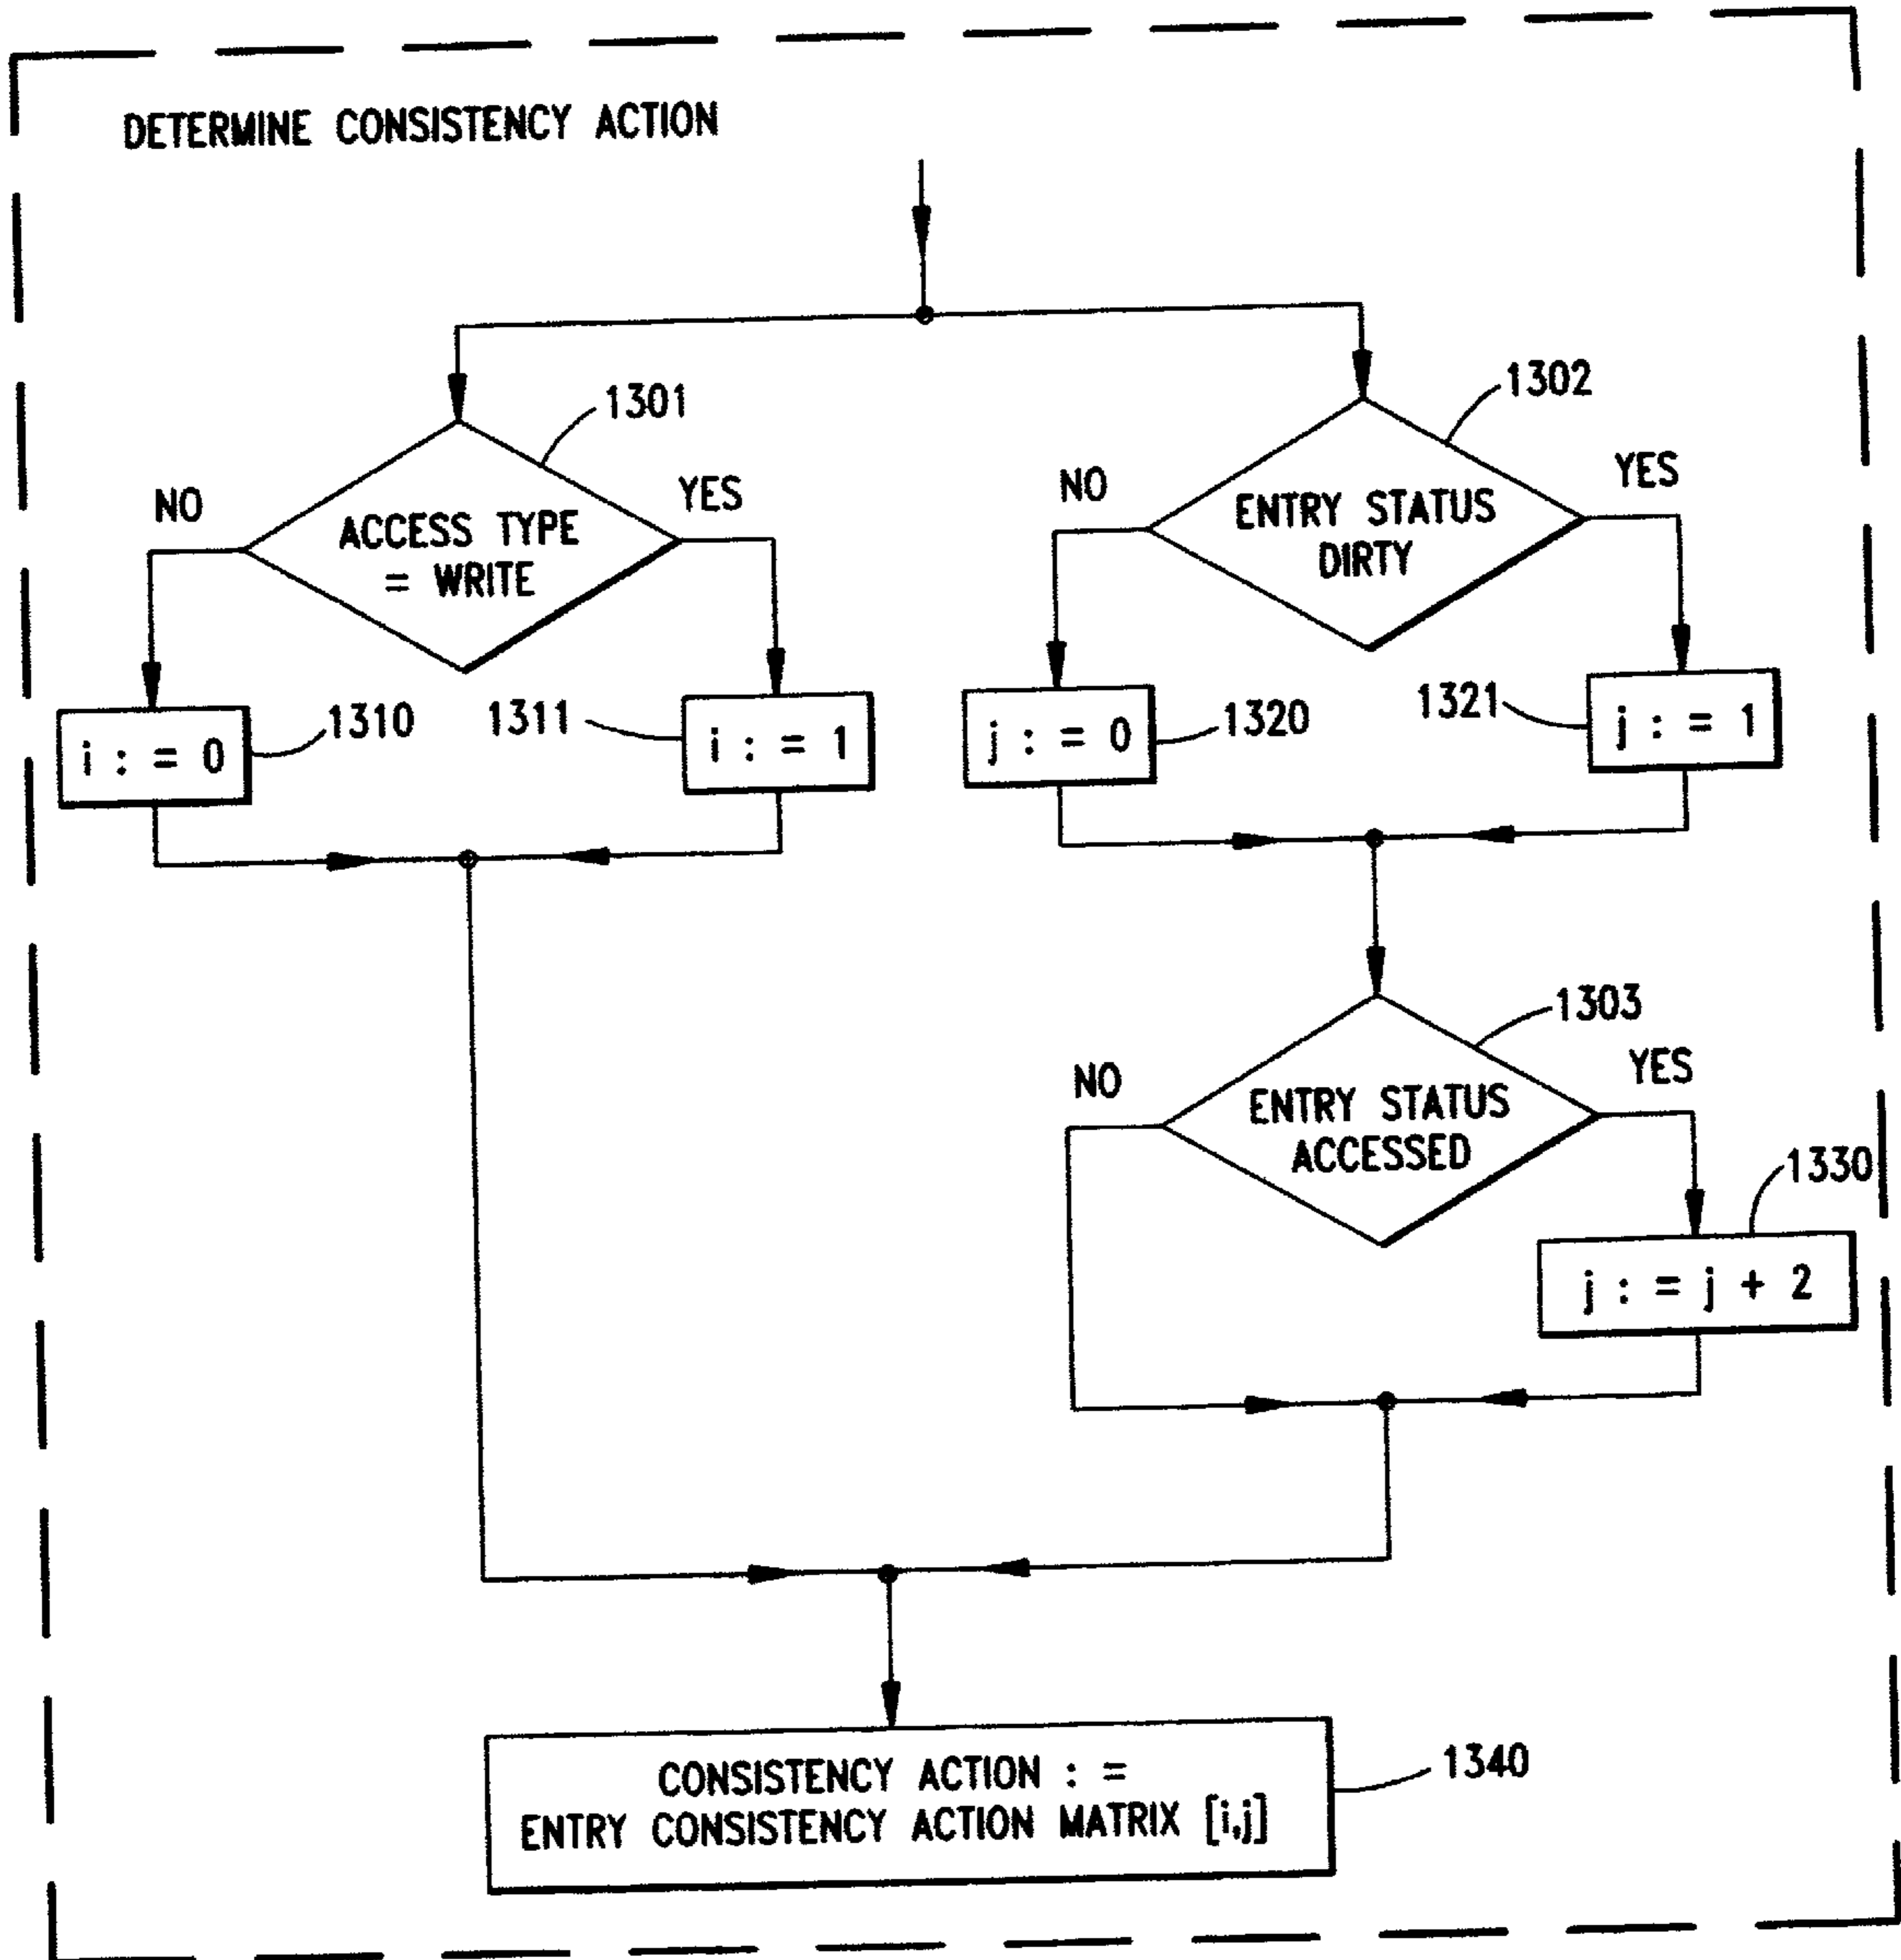 DETERMINE CONSISTENCY ACTION
1301
1302
NO
YES
NO
YES
ACCESS TYPE
= WRITE
ENTRY STATUS
DIRTY
i : = 0
1310
1311
i : = 1
j : = 0
1320
1321
j : = 1
1303
NO
YES
ENTRY STATUS
ACCESSED
1330
j : = j + 2
CONSISTENCY ACTION : =
ENTRY CONSISTENCY ACTION MATRIX [i,j]
1340